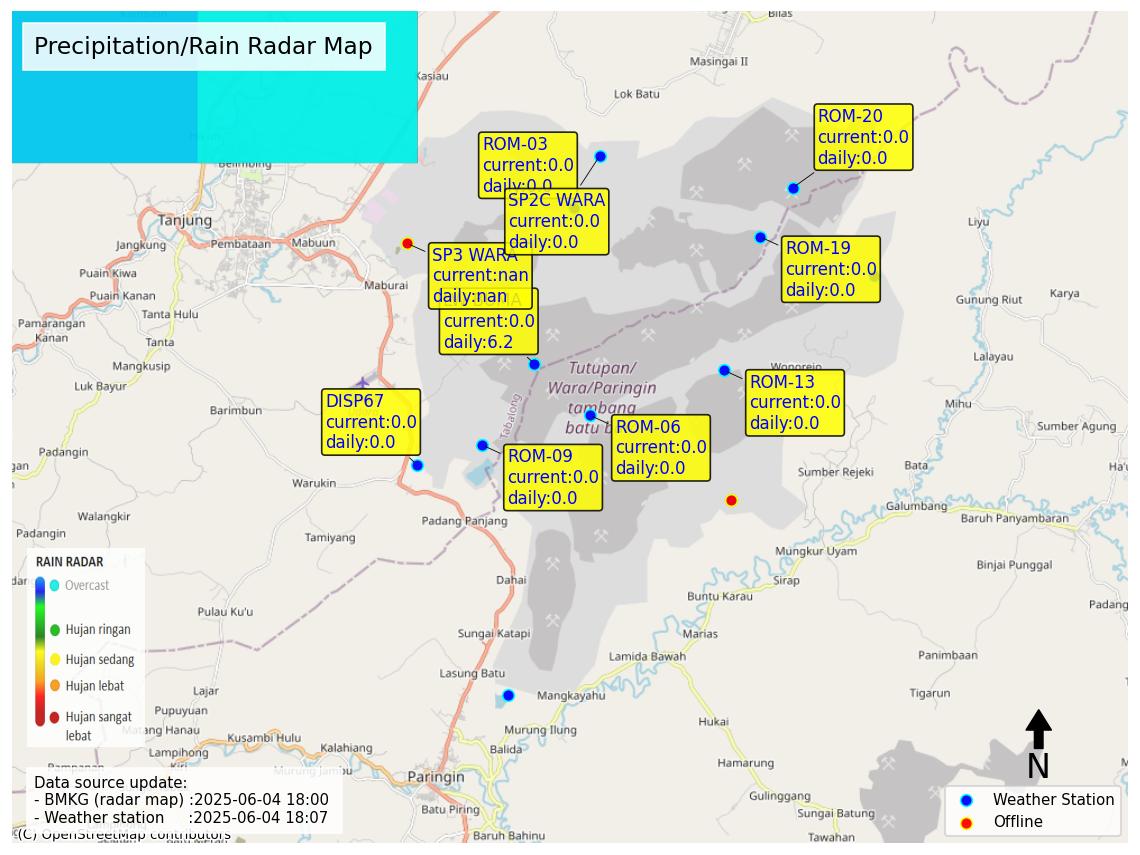 Precipitation/Rain Radar Map
Bilas
Masingai II
Kasiau
Lok Batu
Belimbing
Tanjung
Jangkung
Pembataan
Mabuun
Puain Kiwa
Puain Kanan
Maburai
Tanta Hulu
Pamarangan
Kanan
Tanta
Mangkusip
Luk Bayur
Barimbun
Liyu
Gunung Riut
Karya
Lalayau
Mihu
Sumber Agung
Bata
Wonorejo
Sumber Rejeki
Galumbang
Baruh Panyambaran
Mungkur Uyam
Binjai Punggal
ROM-03
current:0.0
daily:0.0
SP2C WARA
current:0.0
daily:0.0
ROM-20
current:0.0
daily:0.0
ROM-19
current:0.0
daily:0.0
SP3 WARA
current:nan
daily:nan
current:0.0
daily:6.2
Tutupan/
Wara/Paringin
tambang
batu
Tabalong
ROM-13
current:0.0
daily:0.0
DISP67
current:0.0
daily:0.0
ROM-06
current:0.0
daily:0.0
ROM-09
current:0.0
daily:0.0
Warukin
Walangkir
Padangin
Padangin
Tamiyang
Padang Panjang
Dahai
Sirap
Buntu Karau
Padang
Pulau Ku'u
Sungai Katapi
Marias
Lamida Bawah
Panimbaan
Lasung Batu
Mangkayahu
Tigarun
Lajar
Pupuyuan
Matang Hanau
Lampihong
Kusambi Hulu
Kalahiang
Murung Jambu
Murung Ilung
Balida
Hukai
Hamarung
Pampanan
Paringin
Batu Piring
Gulinggang
Sungai Batung
Baruh Bahinu
Tawahan
RAIN RADAR
Overcast
Hujan ringan
Hujan sedang
Hujan lebat
Hujan sangat
lebat
Data source update:
- BMKG (radar map) :2025-06-04 18:00
- Weather station :2025-06-04 18:07
(C) OpenStreetMap contributors
N
Weather Station
Offline